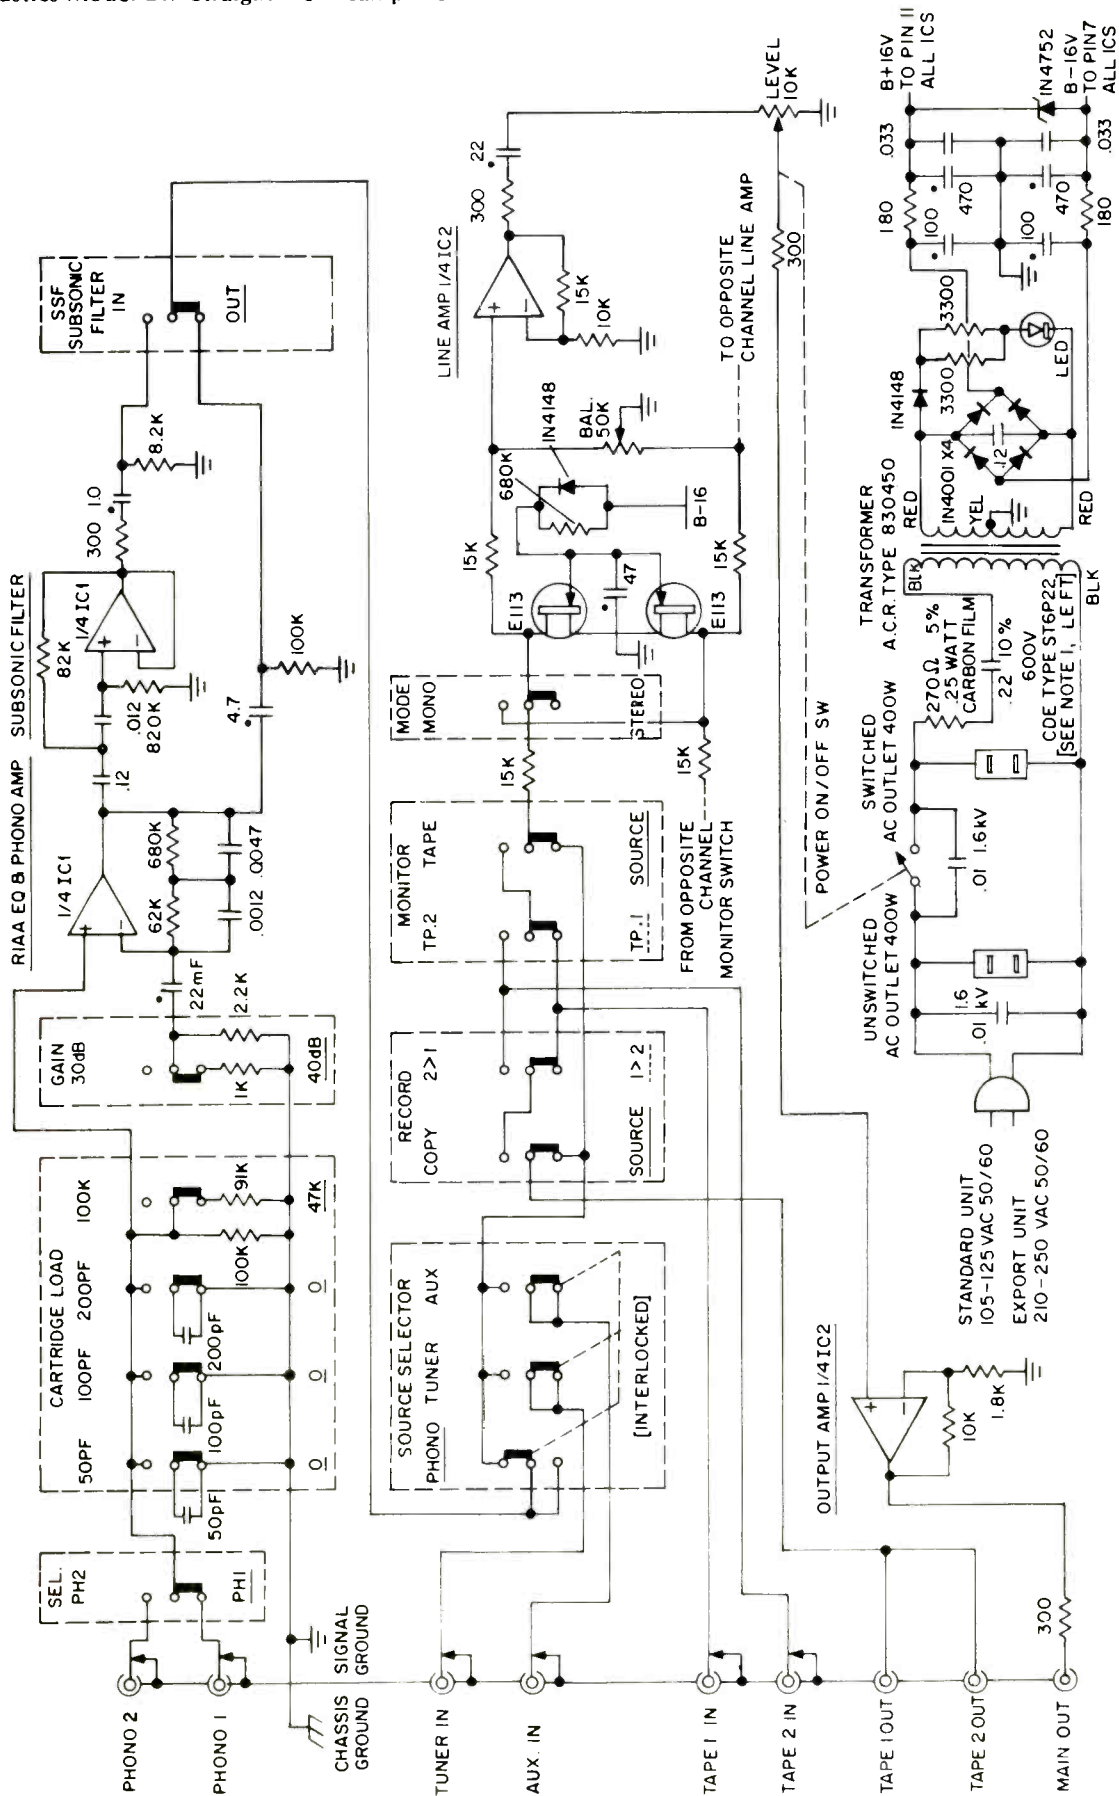 RIAA EQ & PHONO AMP
SUBSONIC FILTER
SSF
SUBSONIC
FILTER
IN
OUT
1/4 IC1
1/4 IC1
82K
.012
820K
.12
300
1.0
8.2K
4.7
100K
680K
62K
.0012
.0047
22mF
2.2K
1K
GAIN
30dB
40dB
CARTRIDGE LOAD
50PF
100PF
200PF
100K
50pF
100pF
200pF
100K
91K
47K
O
O
O
SEL.
PH2
PH1
PHONO 2
PHONO 1
CHASSIS
GROUND
SIGNAL
GROUND
TUNER IN
AUX. IN
TAPE 1 IN
TAPE 2 IN
TAPE 1 OUT
TAPE 2 OUT
MAIN OUT
SOURCE SELECTOR
PHONO
TUNER
AUX
[INTERLOCKED]
RECORD
COPY
2>1
SOURCE
1>2
MONITOR
TP.2
TAPE
TP.1
SOURCE
15K
MODE
MONO
STEREO
15K
FROM OPPOSITE
CHANNEL
MONITOR SWITCH
E113
E113
47
15K
15K
680K
IN4148
B-16
BAL.
50K
LINE AMP 1/4 IC2
15K
10K
300
22
LEVEL
10K
TO OPPOSITE
CHANNEL LINE AMP
300
POWER ON/OFF SW
OUTPUT AMP 1/4 IC2
10K
1.8K
300
STANDARD UNIT
105-125 VAC 50/60
EXPORT UNIT
210-250 VAC 50/60
UNSWITCHED
AC OUTLET 400W
SWITCHED
AC OUTLET 400W
.01
1.6
kV
.01
1.6kV
270Ω 5%
.25 WATT
CARBON FILM
.22
10%
600V
CDE TYPE ST6P22
[SEE NOTE 1, LEFT]
TRANSFORMER
A.C.R. TYPE 830450
BLK
BLK
RED
YEL
RED
IN4001 X4
.12
IN4148
3300
3300
LED
180
100
470
.033
100
470
180
.033
B+16V
TO PIN 11
ALL ICS
IN4752
B-16V
TO PIN7
ALL ICS